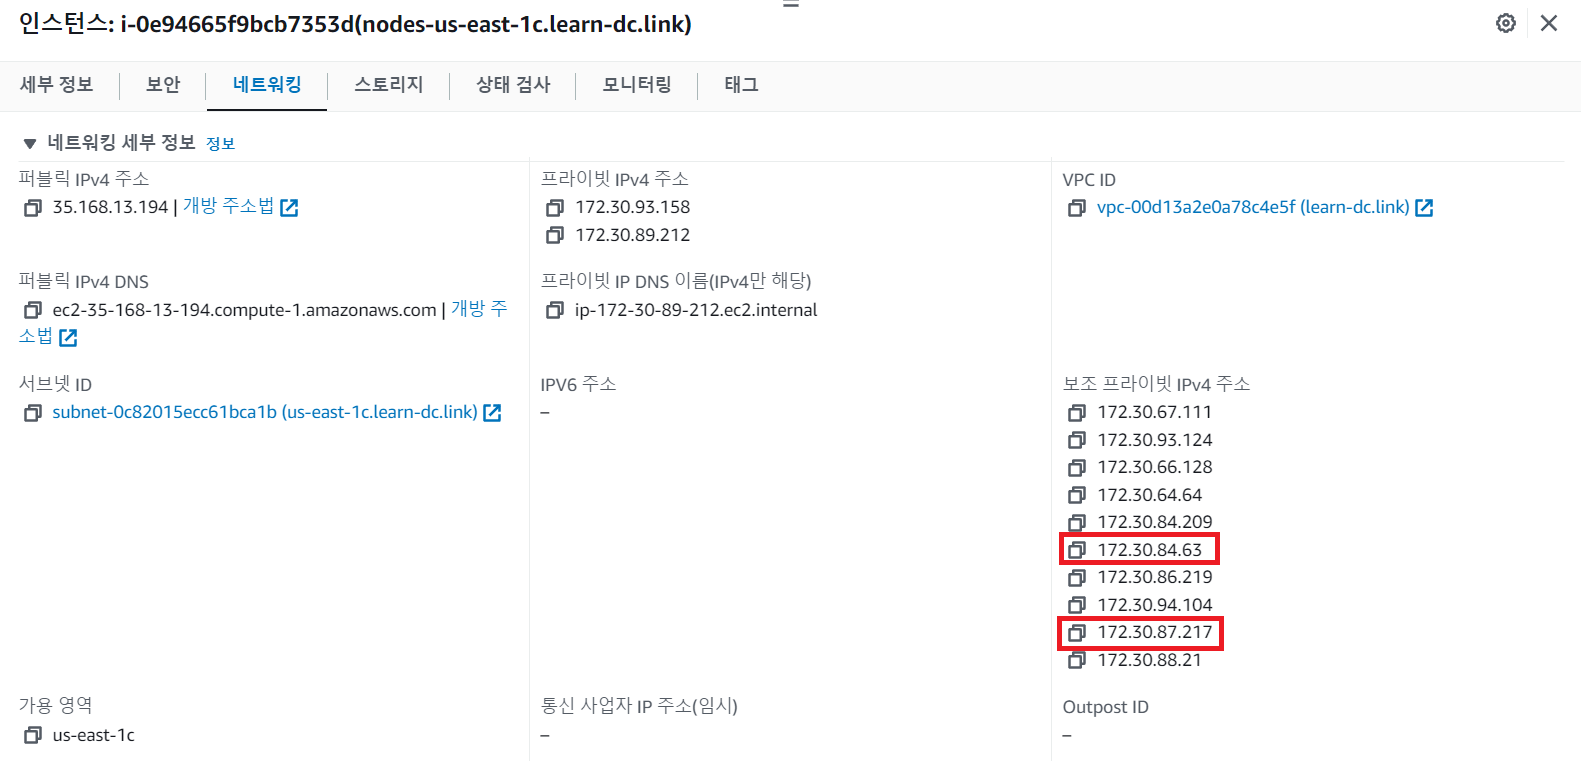 인스턴스: i-0e94665f9bcb7353d(nodes-us-east-1c.learn-dc.link)
세부 정보
보안
네트워킹
스토리지
상태 검사
모니터링
태그
네트워킹 세부 정보 정보
퍼블릭 IPv4 주소
35.168.13.194 | 개방 주소법
프라이빗 IPv4 주소
172.30.93.158
172.30.89.212
VPC ID
vpc-00d13a2e0a78c4e5f (learn-dc.link)
퍼블릭 IPv4 DNS
ec2-35-168-13-194.compute-1.amazonaws.com | 개방 주
소법
프라이빗 IP DNS 이름(IPv4만 해당)
ip-172-30-89-212.ec2.internal
서브넷 ID
subnet-0c82015ecc61bca1b (us-east-1c.learn-dc.link)
IPV6 주소
–
보조 프라이빗 IPv4 주소
172.30.67.111
172.30.93.124
172.30.66.128
172.30.64.64
172.30.84.209
172.30.84.63
172.30.86.219
172.30.94.104
172.30.87.217
172.30.88.21
가용 영역
us-east-1c
통신 사업자 IP 주소(임시)
–
Outpost ID
–